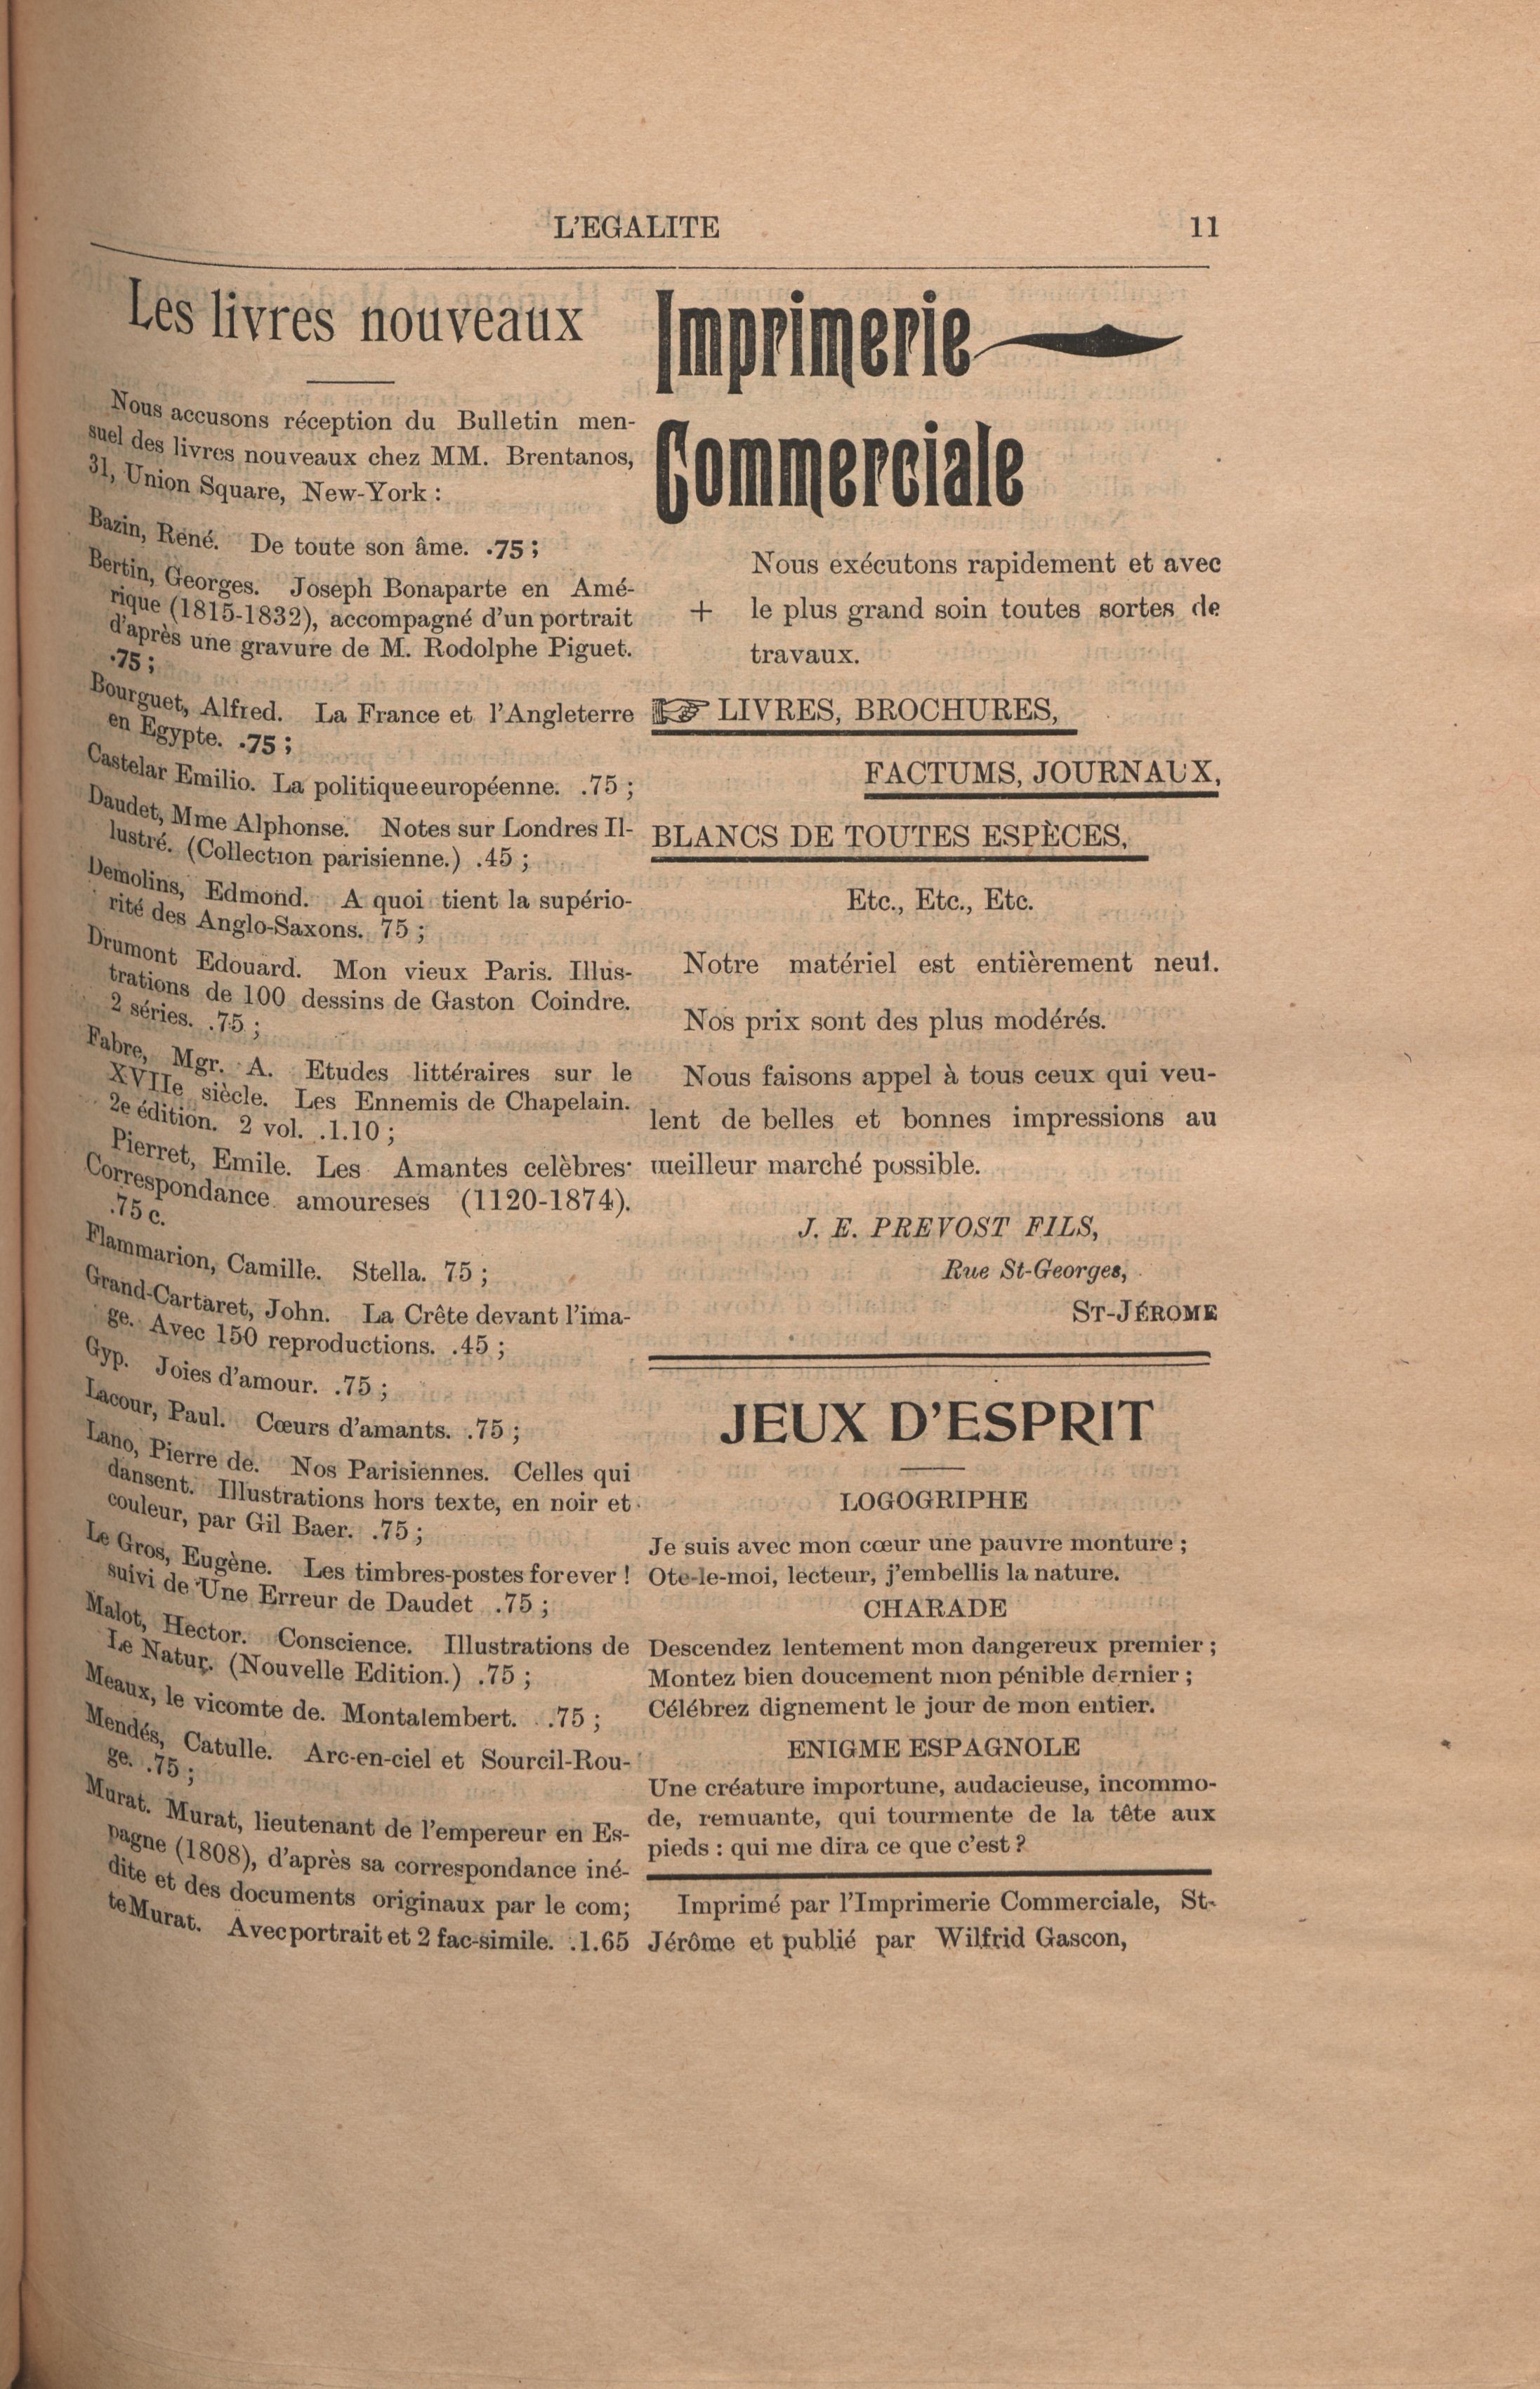 L'EGALITE
11
Les livres nouveaux
Nous accusons réception du Bulletin men-
suel des livres nouveaux chez MM. Brentanos,
31, Union Square, New-York :
Bazin, René. De toute son âme. .75 ;
Bertin, Georges. Joseph Bonaparte en Amé-
rique (1815-1832), accompagné d'un portrait
d'après une gravure de M. Rodolphe Piguet.
.75 ;
Bourguet, Alfred. La France et l'Angleterre
en Egypte. .75 ;
Castelar Emilio. La politique européenne. .75 ;
Daudet, Mme Alphonse. Notes sur Londres Il-
lustré. (Collection parisienne.) .45 ;
Demolins, Edmond. A quoi tient la supério-
rité des Anglo-Saxons. 75 ;
Drumont Edouard. Mon vieux Paris. Illus-
trations de 100 dessins de Gaston Coindre.
2 séries. .75 ;
Fabre, Mgr. A. Etudes littéraires sur le
XVIIe siècle. Les Ennemis de Chapelain.
2e édition. 2 vol. .1.10 ;
Pierret, Emile. Les Amantes celèbres·
Correspondance amoureses (1120-1874).
.75 c.
Flammarion, Camille. Stella. 75 ;
Grand-Cartaret, John. La Crête devant l'ima-
ge. Avec 150 reproductions. .45 ;
Gyp. Joies d'amour. .75 ;
Lacour, Paul. Cœurs d'amants. .75 ;
Lano, Pierre de. Nos Parisiennes. Celles qui
dansent. Illustrations hors texte, en noir et
couleur, par Gil Baer. .75 ;
Le Gros, Eugène. Les timbres-postes forever !
suivi de Une Erreur de Daudet .75 ;
Malot, Hector. Conscience. Illustrations de
Le Natur. (Nouvelle Edition.) .75 ;
Meaux, le vicomte de. Montalembert. .75 ;
Mendés, Catulle. Arc-en-ciel et Sourcil-Rou-
ge. .75 ;
Murat. Murat, lieutenant de l'empereur en Es-
pagne (1808), d'après sa correspondance iné-
dite et des documents originaux par le com;
te Murat. Avec portrait et 2 fac-simile. .1.65
Imprimerie
Commerciale
Nous exécutons rapidement et avec
+ le plus grand soin toutes sortes de
travaux.
☞ LIVRES, BROCHURES,
FACTUMS, JOURNAUX,
BLANCS DE TOUTES ESPÈCES,
Etc., Etc., Etc.
Notre matériel est entièrement neuf.
Nos prix sont des plus modérés.
Nous faisons appel à tous ceux qui veu-
lent de belles et bonnes impressions au
meilleur marché possible.
J. E. PREVOST FILS,
Rue St-Georges,
ST-JÉROME
JEUX D'ESPRIT
LOGOGRIPHE
Je suis avec mon cœur une pauvre monture ;
Ote-le-moi, lecteur, j'embellis la nature.
CHARADE
Descendez lentement mon dangereux premier ;
Montez bien doucement mon pénible dernier ;
Célébrez dignement le jour de mon entier.
ENIGME ESPAGNOLE
Une créature importune, audacieuse, incommo-
de, remuante, qui tourmente de la tête aux
pieds : qui me dira ce que c'est ?
Imprimé par l'Imprimerie Commerciale, St-
Jérôme et publié par Wilfrid Gascon,